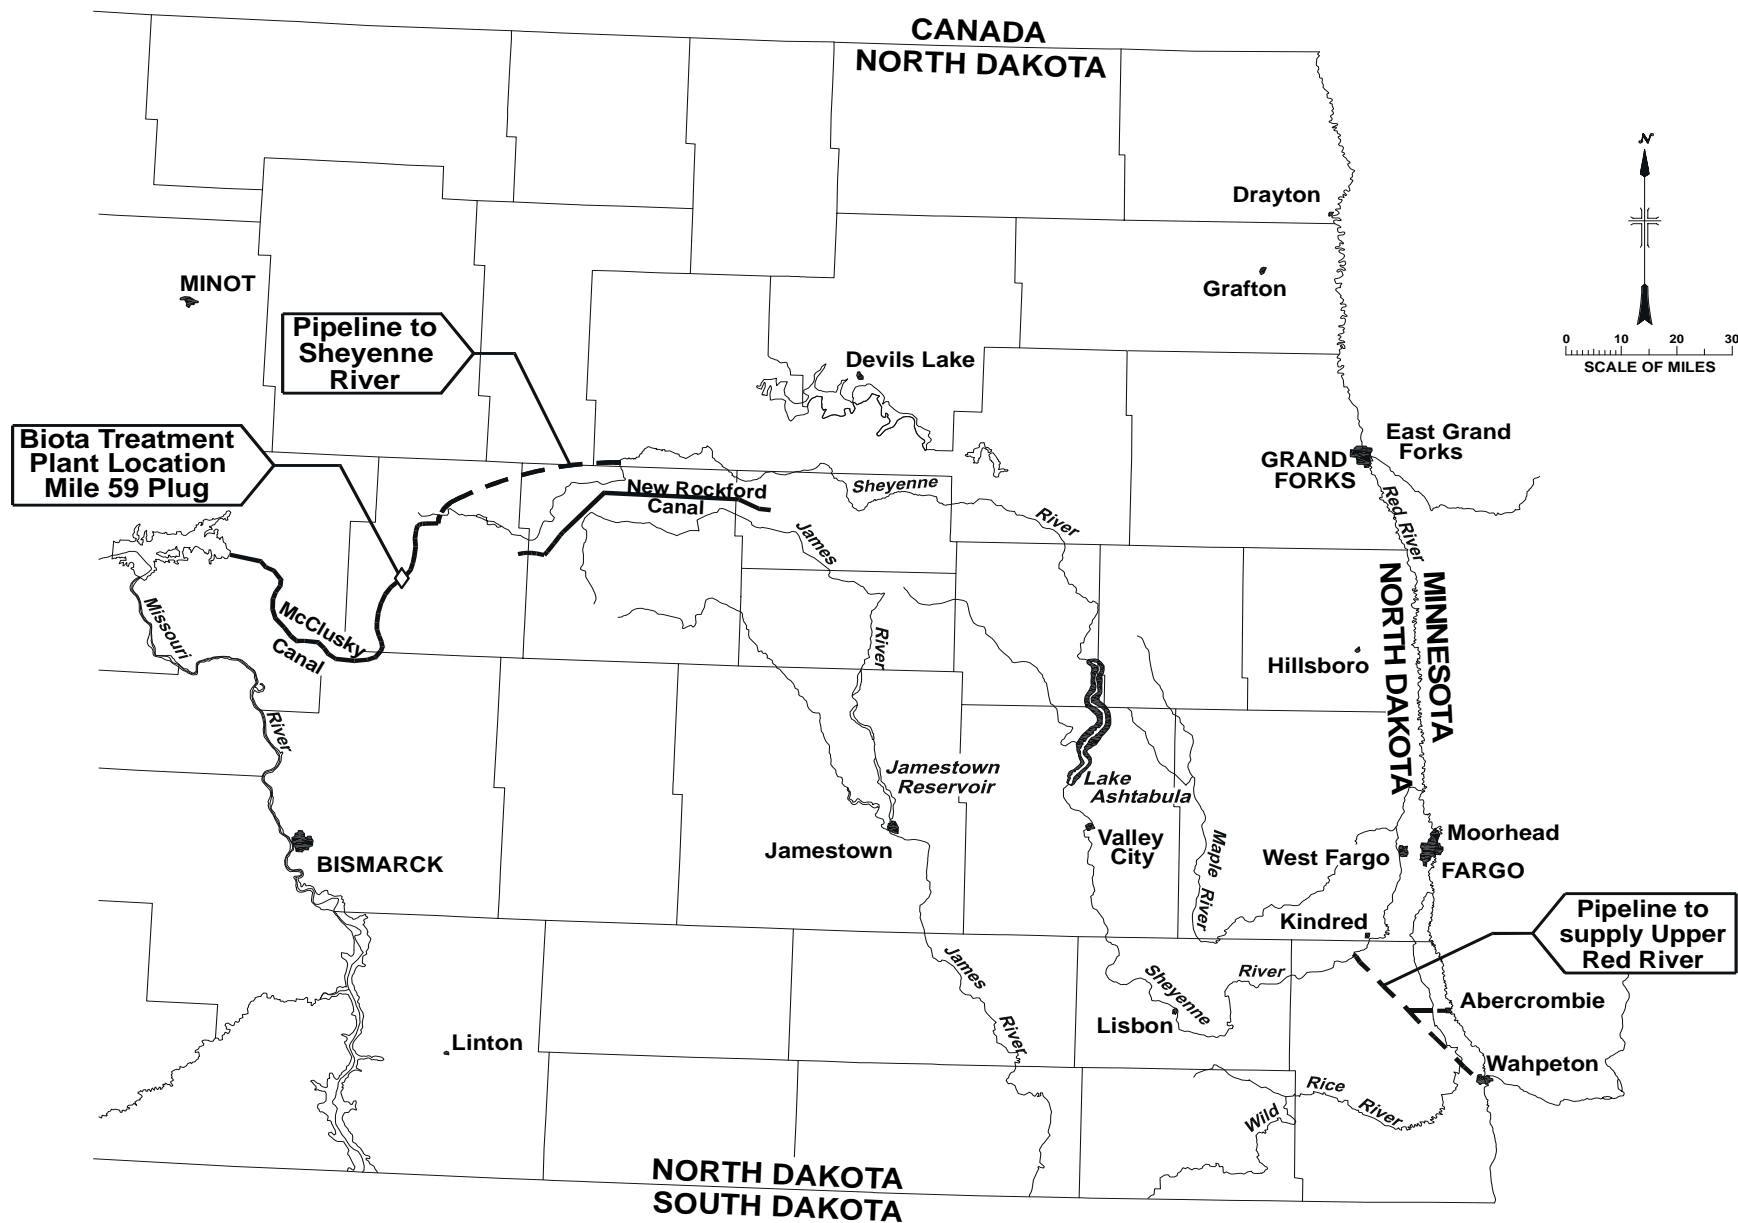 CANADA
NORTH DAKOTA
N
Drayton
0 10 20 30
SCALE OF MILES
MINOT
Grafton
Pipeline to
Sheyenne
River
Devils Lake
Biota Treatment
Plant Location
Mile 59 Plug
East Grand
Forks
GRAND
FORKS
New Rockford
Canal
Sheyenne
River
Red River
James
River
Missouri
River
McClusky
Canal
NORTH DAKOTA
MINNESOTA
Hillsboro
Jamestown
Reservoir
Lake
Ashtabula
Jamestown
Valley
City
Maple River
West Fargo
Moorhead
FARGO
BISMARCK
Kindred
Pipeline to
supply Upper
Red River
James
River
Sheyenne
River
Abercrombie
Lisbon
Linton
Wahpeton
Wild
Rice
River
NORTH DAKOTA
SOUTH DAKOTA